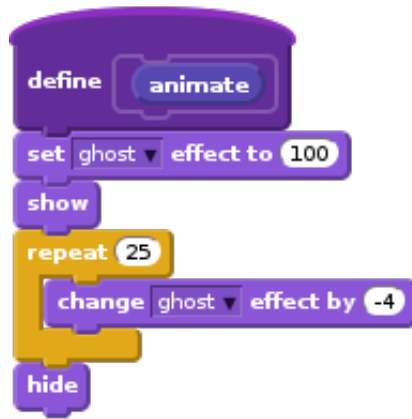 define animate
set ghost effect to 100
show
repeat 25
change ghost effect by -4
hide